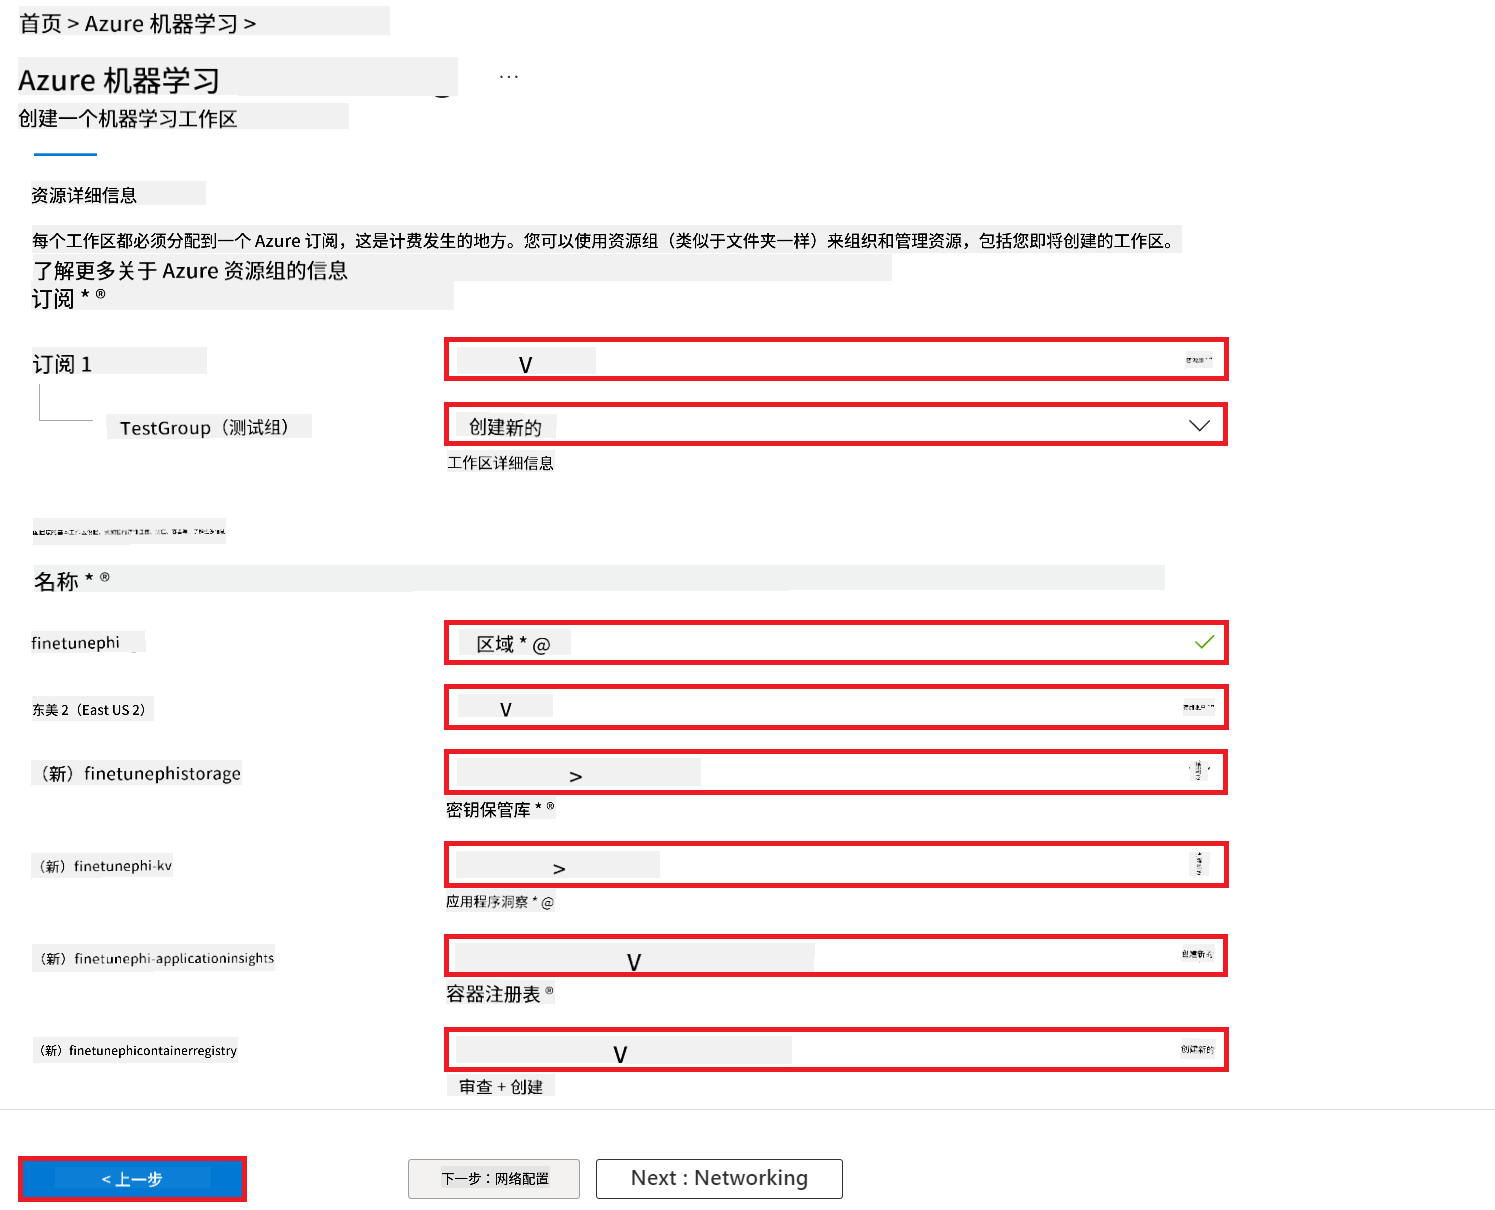 首页 > Azure 机器学习 >
Azure 机器学习
...
创建一个机器学习工作区
资源详细信息
每个工作区都必须分配到一个 Azure 订阅，这是计费发生的地方。您可以使用资源组（类似于文件夹一样）来组织和管理资源，包括您即将创建的工作区。
了解更多关于 Azure 资源组的信息
订阅 * ®
订阅 1
V
TestGroup（测试组）
创建新的
工作区详细信息
名称 * ®
finetunephi
区域 * @
东美 2（East US 2）
V
（新）finetunephistorage
>
密钥保管库 * ®
（新）finetunephi-kv
>
应用程序洞察 * @
（新）finetunephi-applicationinsights
V
创建新的
容器注册表 ®
（新）finetunephicontainerregistry
V
创建新的
审查 + 创建
< 上一步
下一步：网络配置
Next : Networking